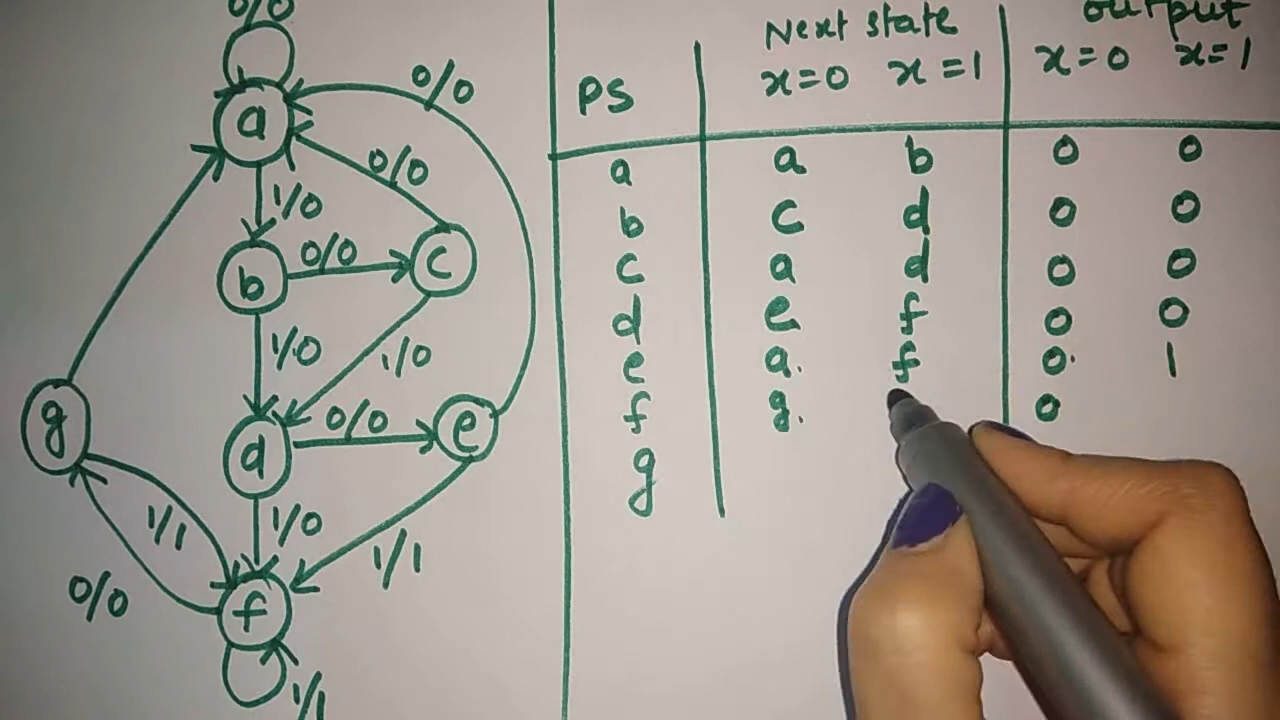 0/0
a
0/0
0/0
1/0
b
0/0
c
1/0
1/0
g
d
0/0
e
1/1
1/0
1/1
0/0
f
1/1
Next state output
PS x=0 x=1 x=0 x=1
a a b 0 0
b c d 0 0
c a d 0 0
d e f 0 0
e a. f 0. 1
f g. 0
g